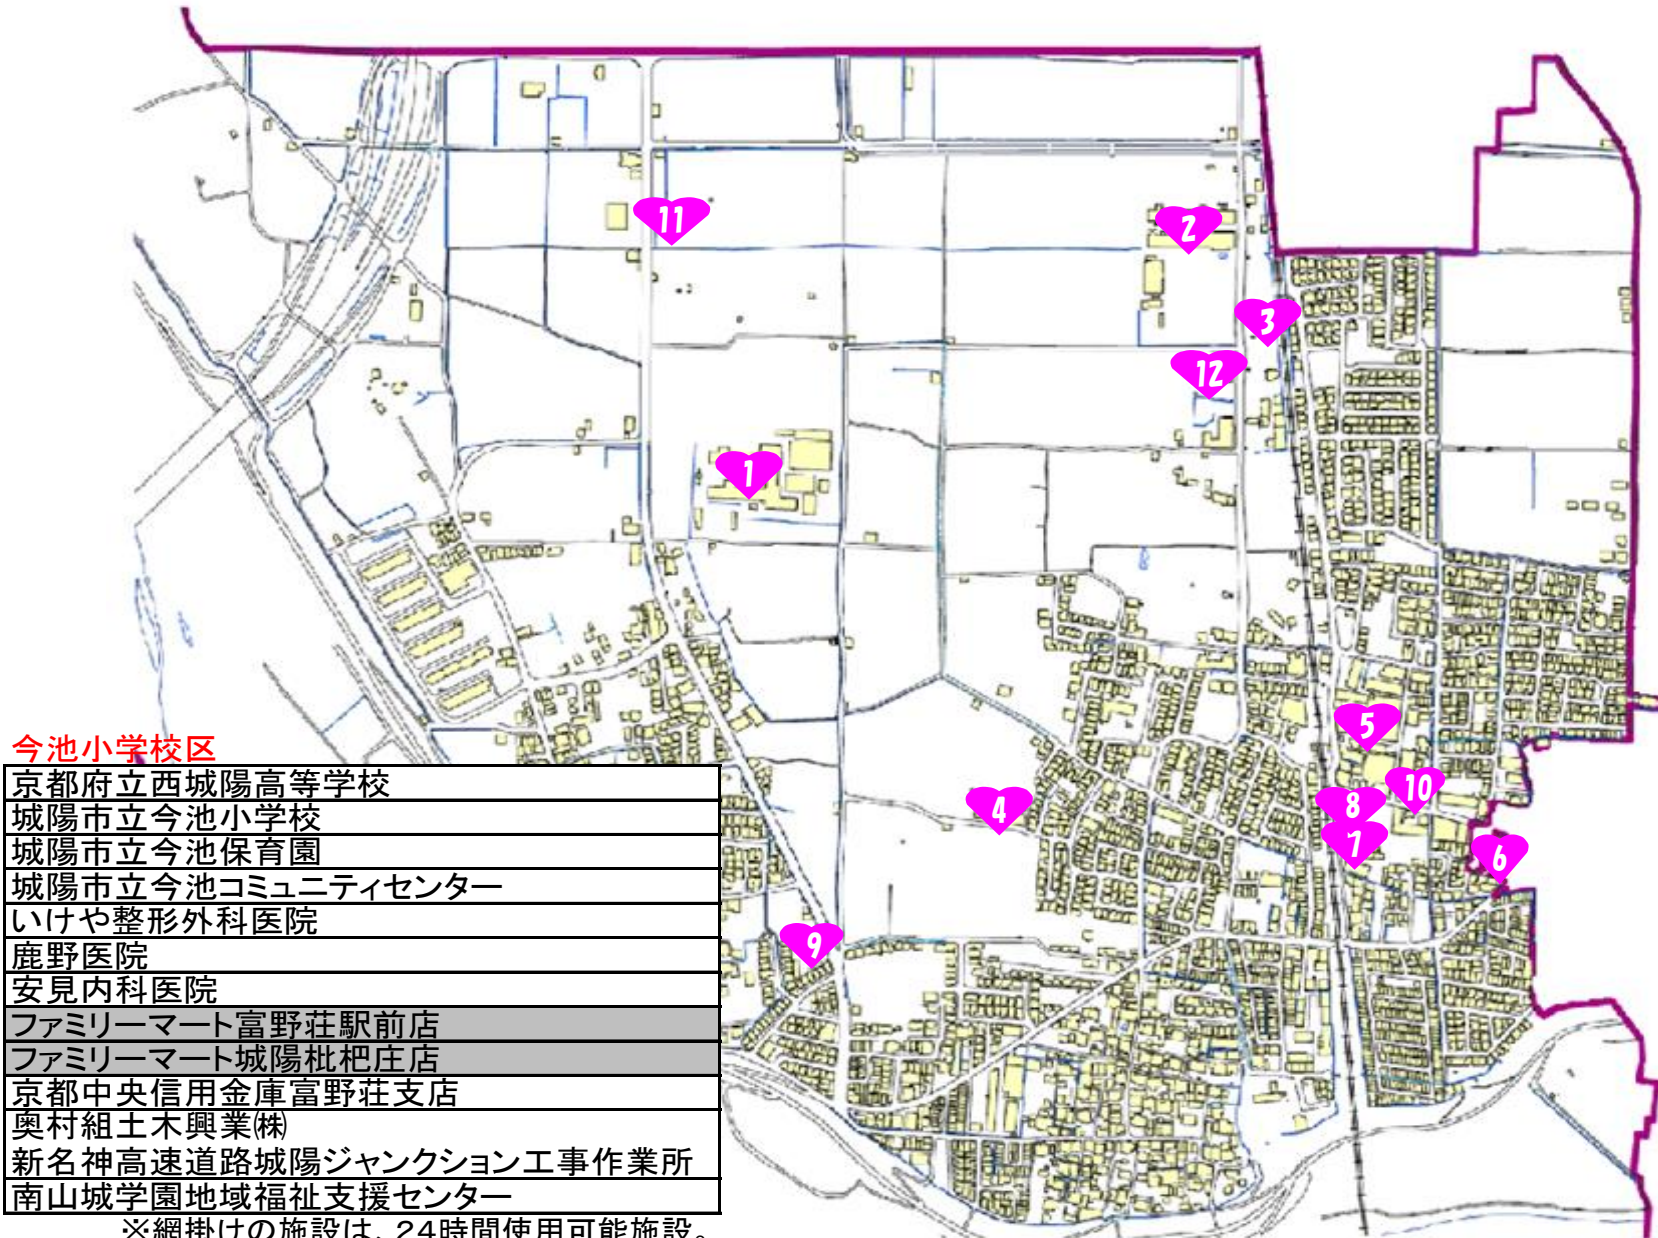 11
2
3
12
1
5
10
4
8
7
6
9
今池小学校区
京都府立西城陽高等学校
城陽市立今池小学校
城陽市立今池保育園
城陽市立今池コミュニティセンター
いけや整形外科医院
鹿野医院
安見内科医院
ファミリーマート富野荘駅前店
ファミリーマート城陽枇杷庄店
京都中央信用金庫富野荘支店
奥村組土木興業㈱
新名神高速道路城陽ジャンクション工事作業所
南山城学園地域福祉支援センター
※網掛けの施設は、24時間使用可能施設。